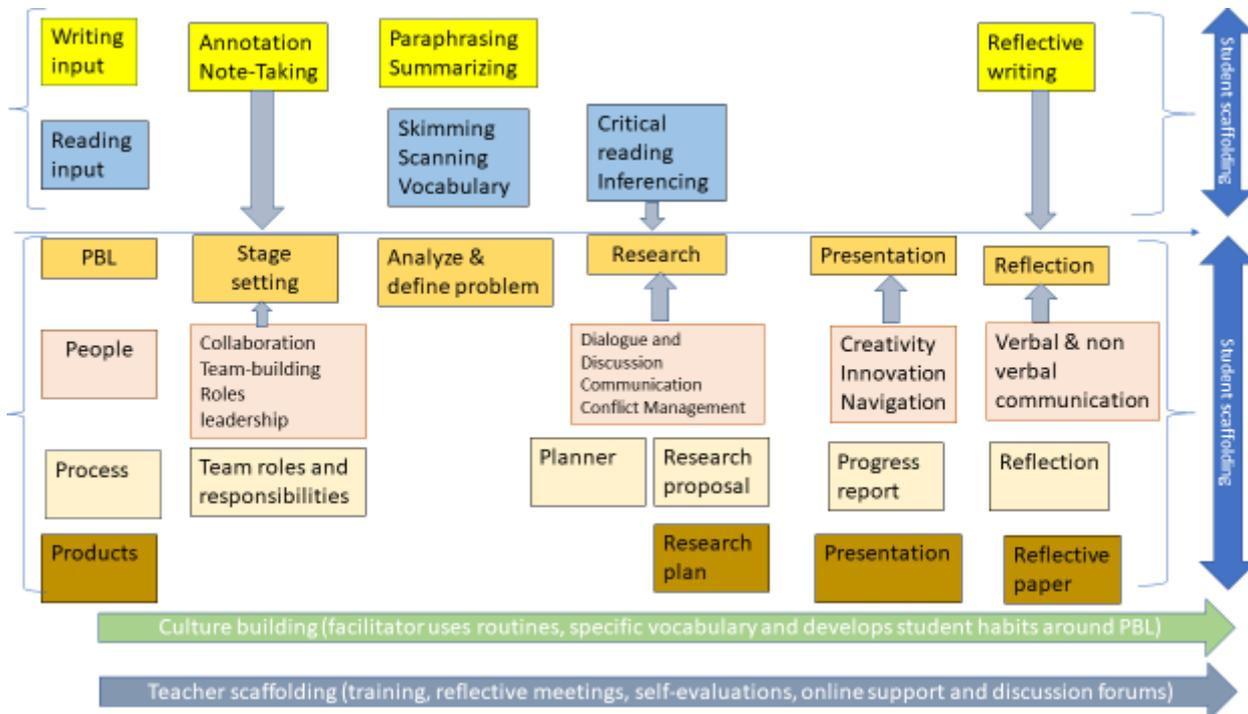 Writing
input
Annotation
Note-Taking
Paraphrasing
Summarizing
Reflective
writing
Student scaffolding
Reading
input
Skimming
Scanning
Vocabulary
Critical
reading
Inferencing
PBL
Stage
setting
Analyze &
define problem
Research
Presentation
Reflection
Student scaffolding
People
Collaboration
Team-building
Roles
leadership
Dialogue and
Discussion
Communication
Conflict Management
Creativity
Innovation
Navigation
Verbal & non
verbal
communication
Process
Team roles and
responsibilities
Planner
Research
proposal
Progress
report
Reflection
Products
Research
plan
Presentation
Reflective
paper
Culture building (facilitator uses routines, specific vocabulary and develops student habits around PBL)
Teacher scaffolding (training, reflective meetings, self-evaluations, online support and discussion forums)